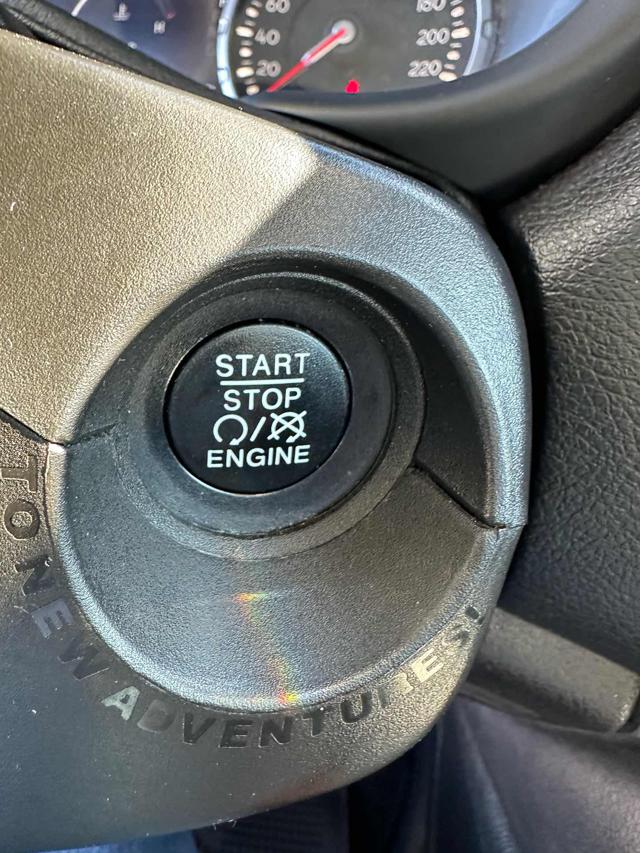 H
60
40
20
180
200
220
START
STOP
ENGINE
TO NEW ADVENTURES!